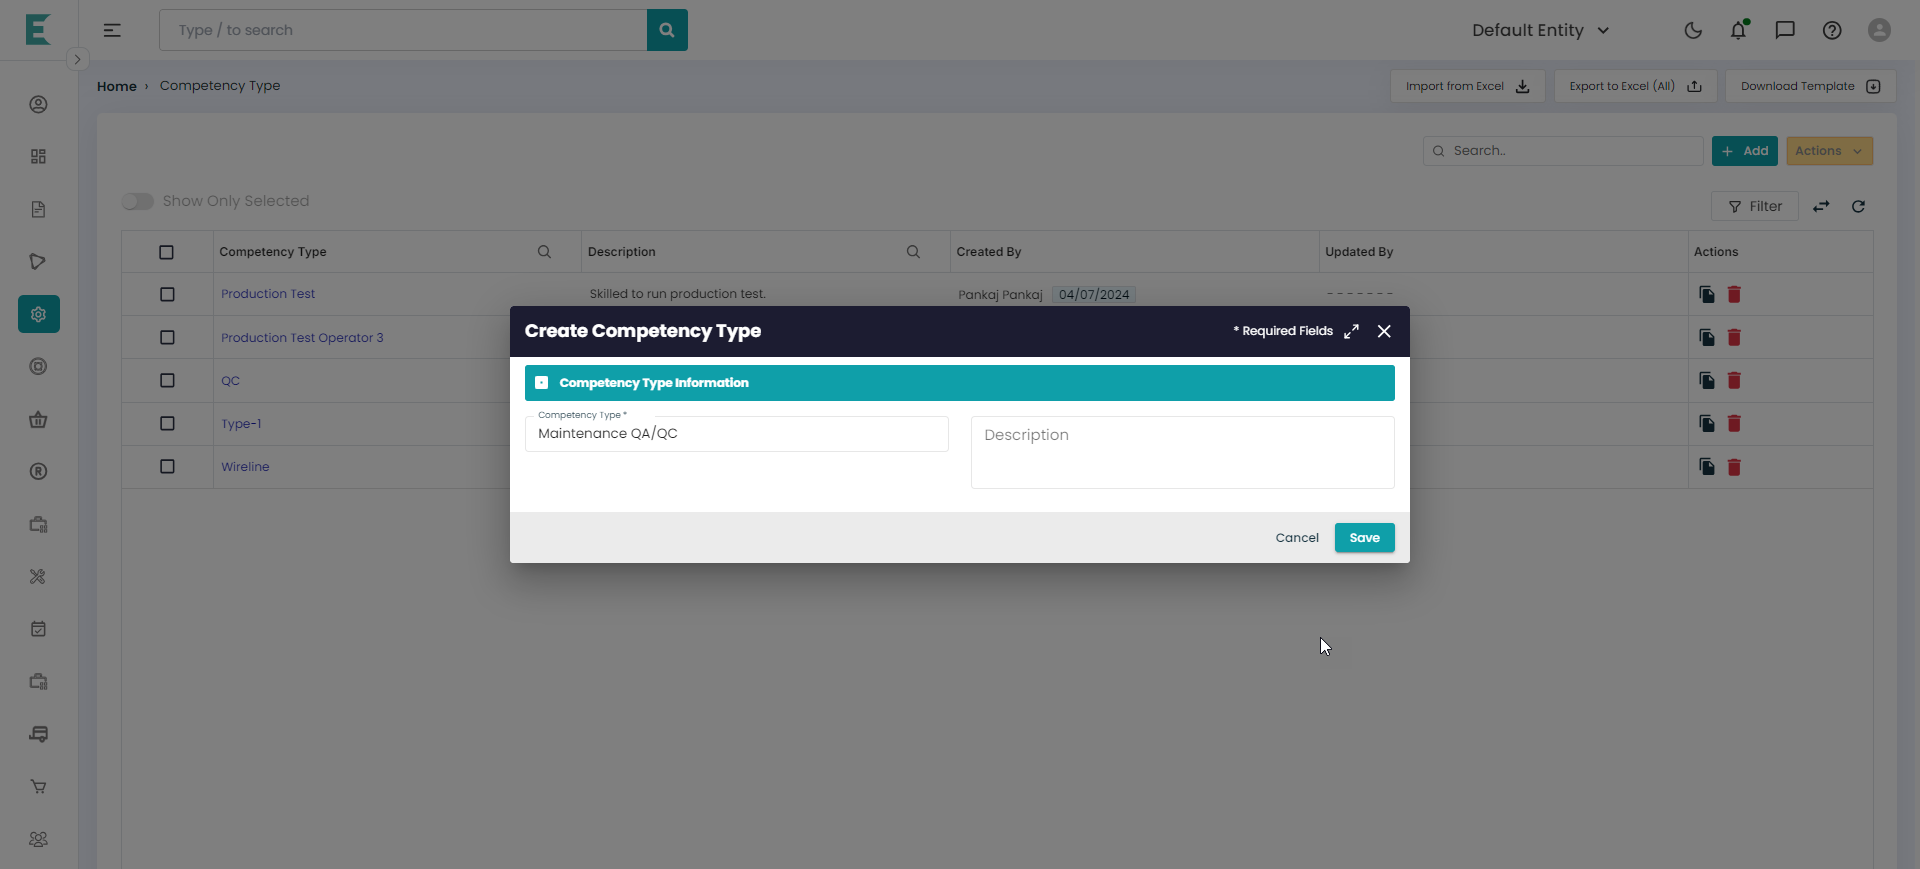 Type / to search
Default Entity
Home › Competency Type
Import from Excel
Export to Excel (All)
Download Template
Search..
+ Add
Actions
Show Only Selected
Filter
Competency Type
Description
Created By
Updated By
Actions
Production Test
Skilled to run production test.
Pankaj Pankaj 04/07/2024
-------
Production Test Operator 3
QC
Type-1
Wireline
Create Competency Type
* Required Fields
Competency Type Information
Competency Type *
Maintenance QA/QC
Description
Cancel
Save